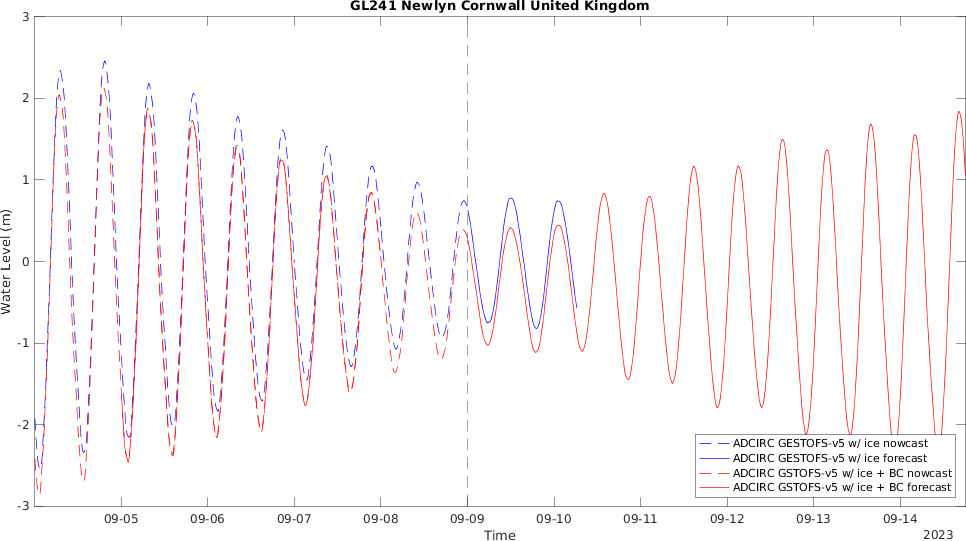 GL241 Newlyn Cornwall United Kingdom
3
2
1
0
-1
-2
-3
Water Level (m)
09-05
09-06
09-07
09-08
09-09
09-10
09-11
09-12
09-13
09-14
Time
2023
ADCIRC GESTOFS-v5 w/ ice nowcast
ADCIRC GESTOFS-v5 w/ ice forecast
ADCIRC GSTOFS-v5 w/ ice + BC nowcast
ADCIRC GSTOFS-v5 w/ ice + BC forecast